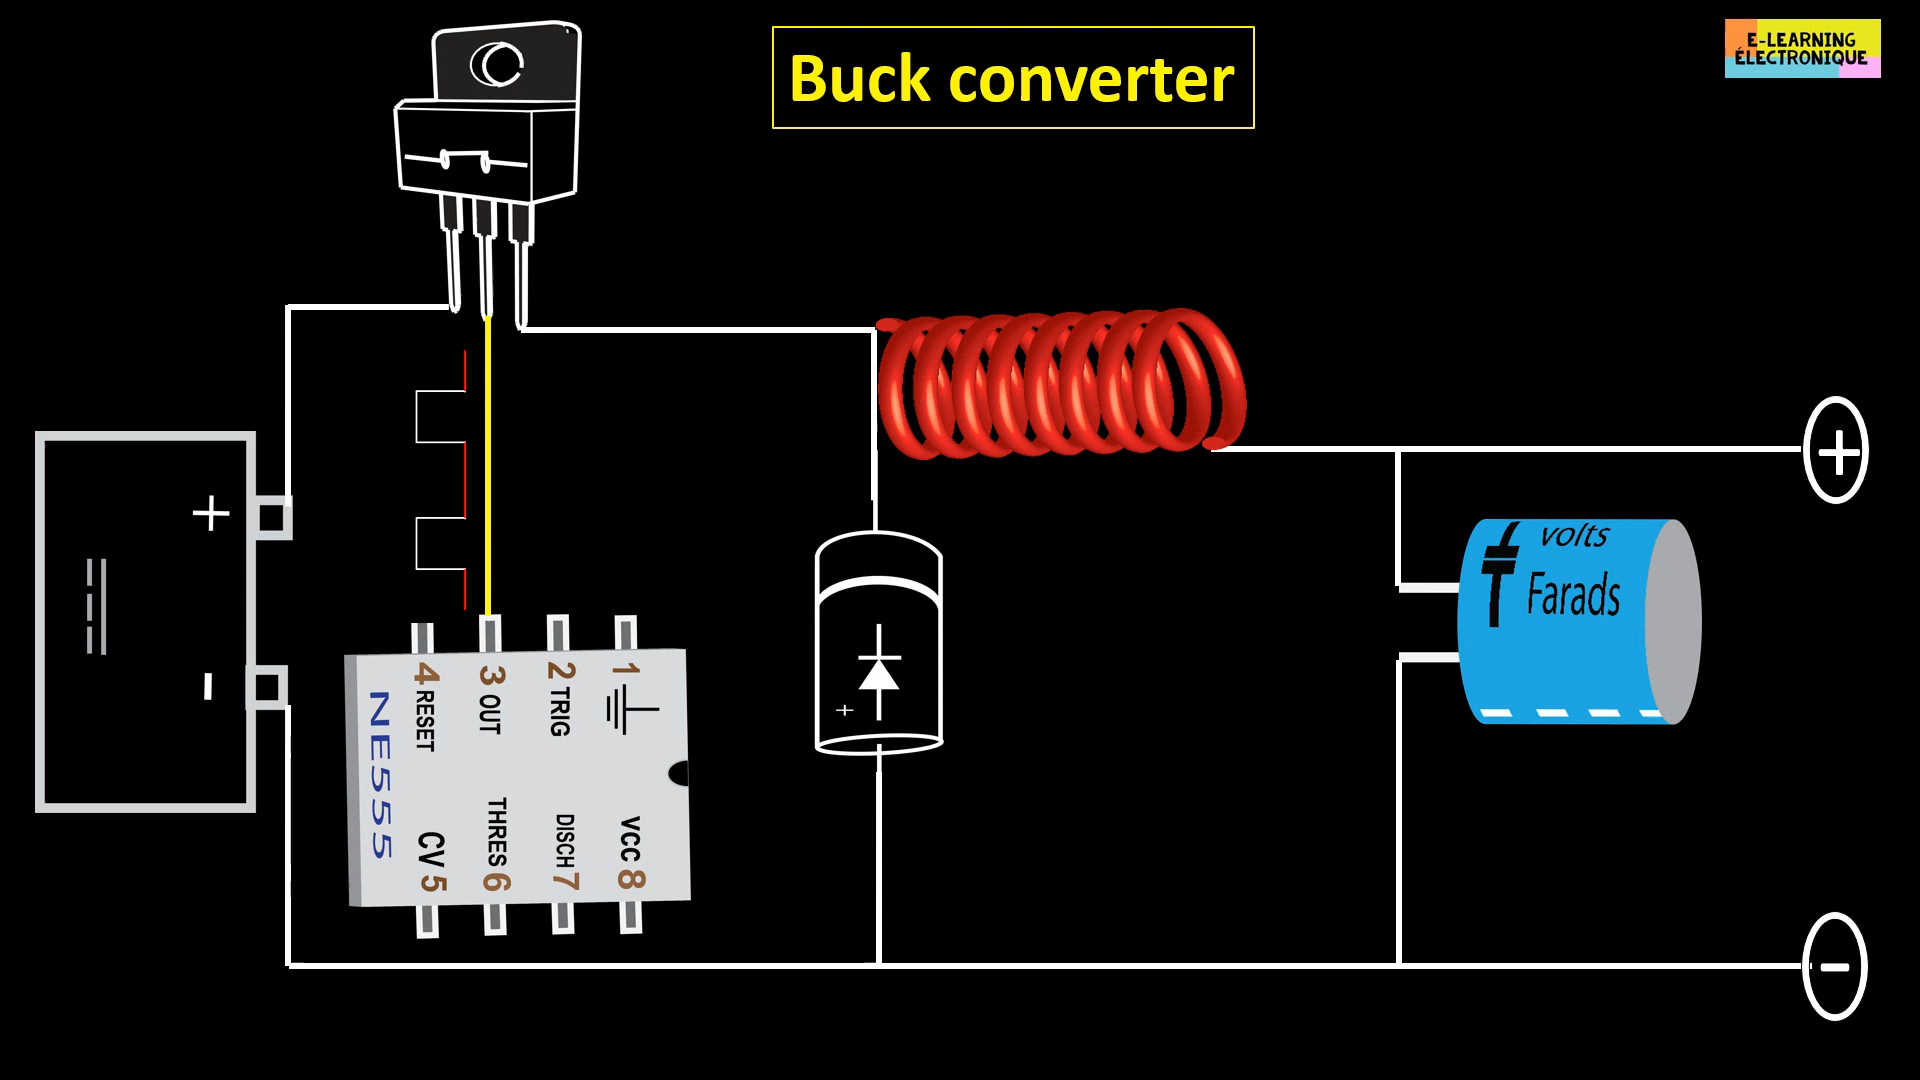 Buck converter
E-LEARNING
ÉLECTRONIQUE
+
-
volts
Farads
+
4 3 2 1
RESET OUT TRIG
NE555
CV THRES DISCH VCC
5 6 7 8
+
-